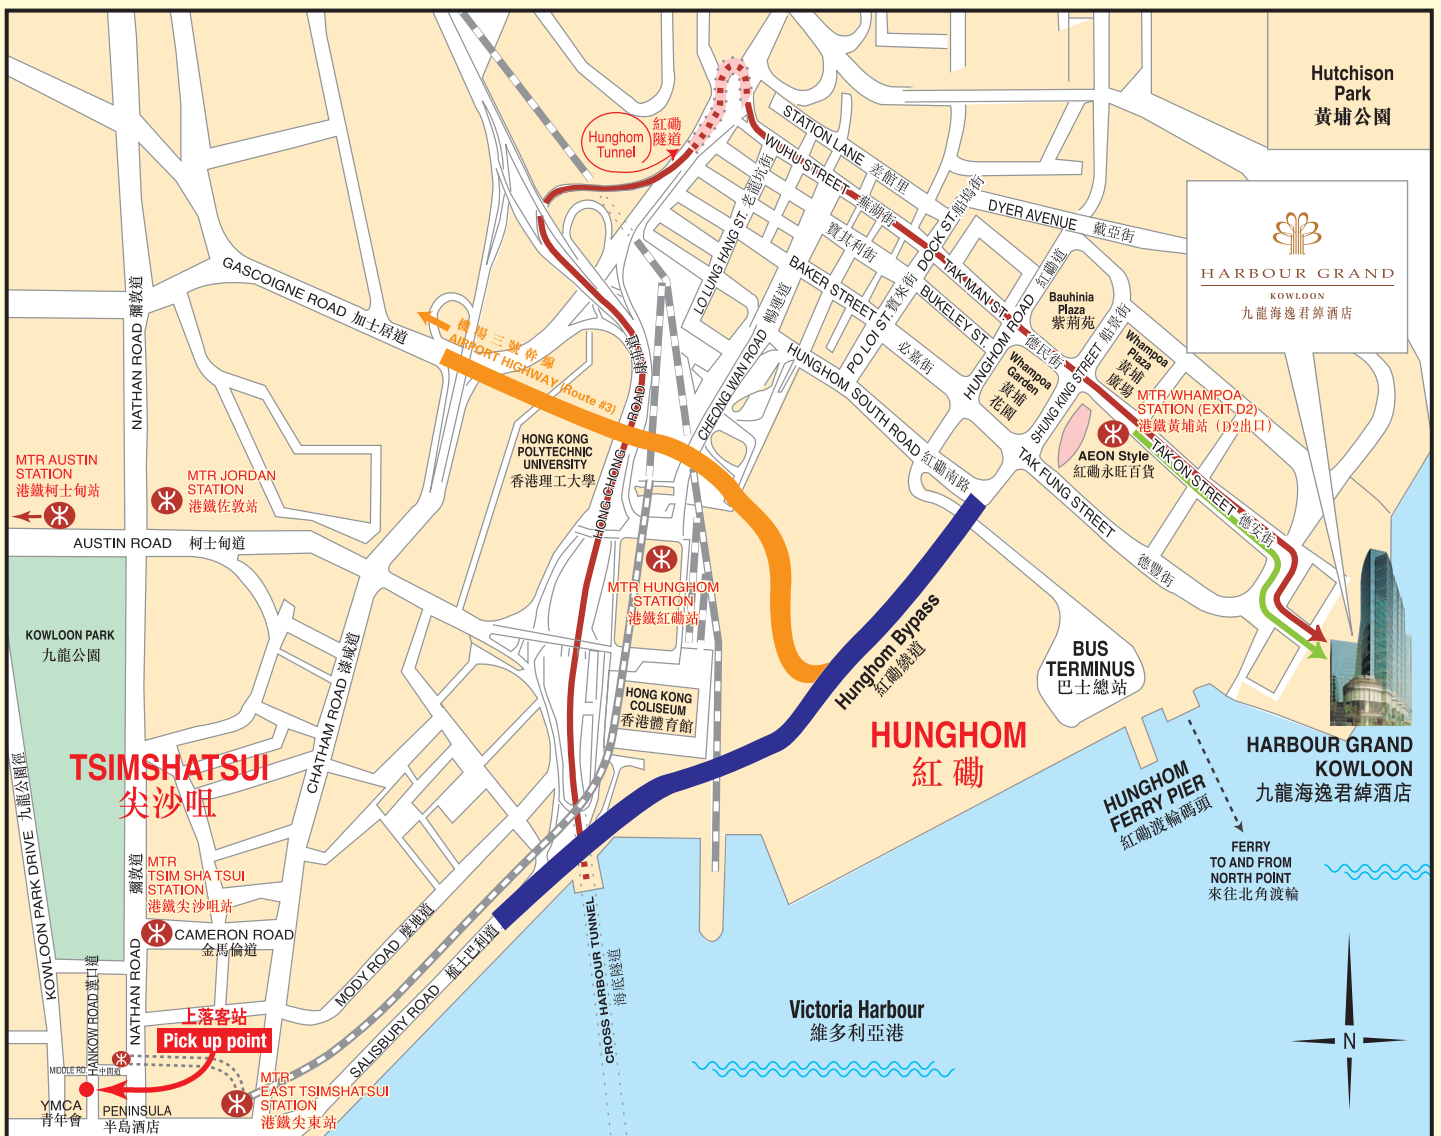 Hutchison
Park
黃埔公園
HARBOUR GRAND
KOWLOON
九龍海逸君綽酒店
Hunghom
Tunnel
紅磡
隧道
STATION LANE
差館里
WUHU STREET
蕪湖街
DYER AVENUE 戴亞街
LO LUNG HANG ST. 老龍坑街
寶其利街
BAKER STREET
DOCK ST. 船塢街
TAK MAN ST.
德民街
BUKELEY ST.
必嘉街
PO LOI ST. 寶來街
HUNGHOM ROAD 紅磡道
Bauhinia
Plaza
紫荊苑
SHUNG KING STREET 船景街
Whampoa
Plaza
黃埔
廣場
Whampoa
Garden
黃埔
花園
MTR WHAMPOA
STATION (EXIT D2)
港鐵黃埔站（D2出口）
AEON Style
紅磡永旺百貨
TAK ON STREET
德安街
TAK FUNG STREET
德豐街
HUNGHOM SOUTH ROAD 紅磡南路
CHEONG WAN ROAD 暢運道
GASCOIGNE ROAD 加士居道
機場三號幹線
AIRPORT HIGHWAY (Route #3)
HONG CHONG ROAD 康莊道
HONG KONG
POLYTECHNIC
UNIVERSITY
香港理工大學
NATHAN ROAD 彌敦道
MTR AUSTIN
STATION
港鐵柯士甸站
MTR JORDAN
STATION
港鐵佐敦站
AUSTIN ROAD 柯士甸道
MTR HUNGHOM
STATION
港鐵紅磡站
KOWLOON PARK
九龍公園
CHATHAM ROAD 漆咸道
HONG KONG
COLISEUM
香港體育館
Hunghom Bypass
紅磡繞道
BUS
TERMINUS
巴士總站
HUNGHOM
紅磡
TSIMSHATSUI
尖沙咀
HARBOUR GRAND
KOWLOON
九龍海逸君綽酒店
HUNGHOM
FERRY PIER
紅磡渡輪碼頭
FERRY
TO AND FROM
NORTH POINT
來往北角渡輪
KOWLOON PARK DRIVE 九龍公園徑
彌敦道
MTR
TSIM SHA TSUI
STATION
港鐵尖沙咀站
CAMERON ROAD
金馬倫道
MODY ROAD 麼地道
SALISBURY ROAD 梳士巴利道
CROSS HARBOUR TUNNEL
海底隧道
Victoria Harbour
維多利亞港
N
NATHAN ROAD
HANKOW ROAD 漢口道
上落客站
Pick up point
MIDDLE RD. 中間道
MTR
EAST TSIMSHATSUI
STATION
港鐵尖東站
YMCA
青年會
PENINSULA
半島酒店